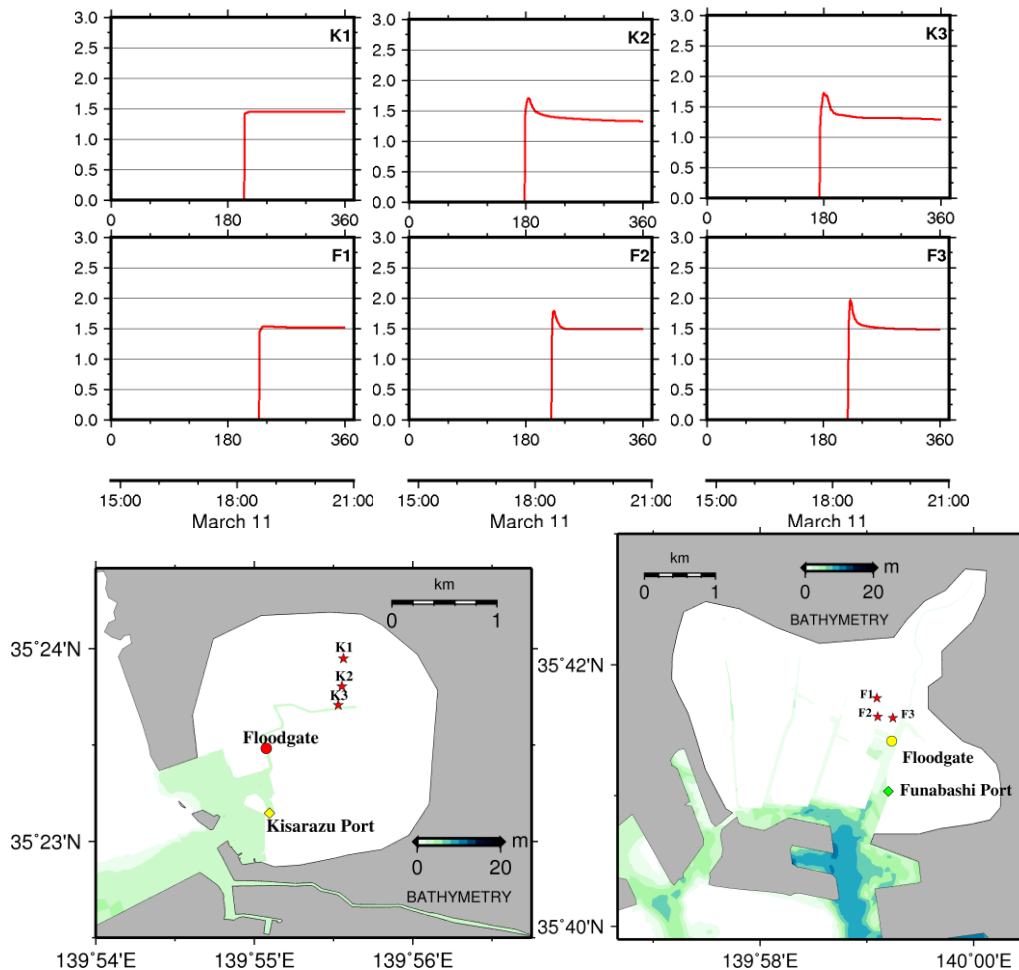 3.0 K1
2.5
2.0
1.5
1.0
0.5
0.0
0 180 360
3.0 K2
2.5
2.0
1.5
1.0
0.5
0.0
0 180 360
3.0 K3
2.5
2.0
1.5
1.0
0.5
0.0
0 180 360
3.0 F1
2.5
2.0
1.5
1.0
0.5
0.0
0 180 360
3.0 F2
2.5
2.0
1.5
1.0
0.5
0.0
0 180 360
3.0 F3
2.5
2.0
1.5
1.0
0.5
0.0
0 180 360
15:00 18:00 21:00
March 11
15:00 18:00 21:00
March 11
15:00 18:00 21:00
March 11
km
0 1
35˚24'N
K1
K2
K3
Floodgate
Kisarazu Port
35˚23'N
m
0 20
BATHYMETRY
139˚54'E 139˚55'E 139˚56'E
km
0 1
m
0 20
BATHYMETRY
35˚42'N
F1
F2 F3
Floodgate
Funabashi Port
35˚40'N
139˚58'E 140˚00'E